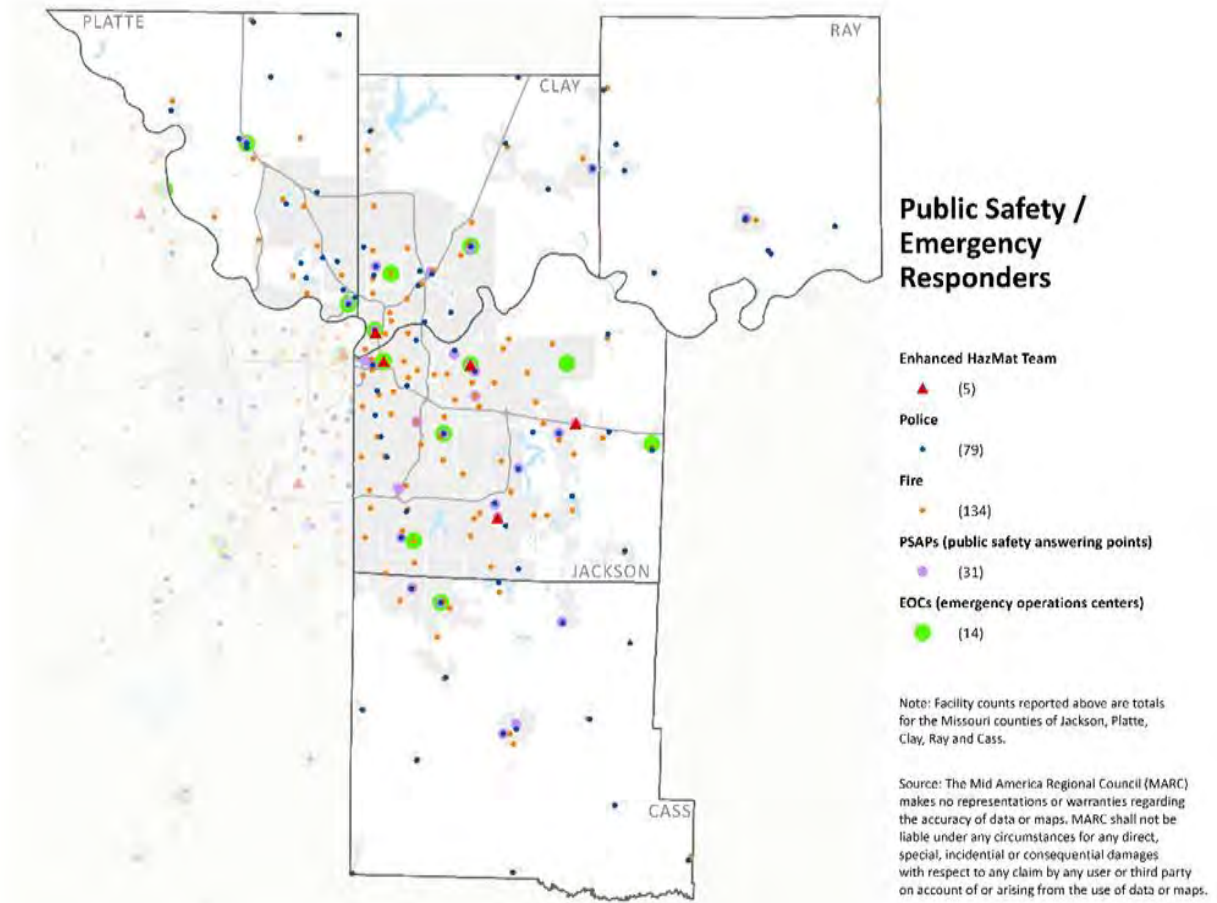 PLATTE
CLAY
RAY
JACKSON
CASS
Public Safety /
Emergency
Responders
Enhanced HazMat Team
(5)
Police
(79)
Fire
(134)
PSAPs (public safety answering points)
(31)
EOCs (emergency operations centers)
(14)
Note: Facility counts reported above are totals
for the Missouri counties of Jackson, Platte,
Clay, Ray and Cass.
Source: The Mid America Regional Council (MARC)
makes no representations or warranties regarding
the accuracy of data or maps. MARC shall not be
liable under any circumstances for any direct,
special, incidental or consequential damages
with respect to any claim by any user or third party
on account of or arising from the use of data or maps.